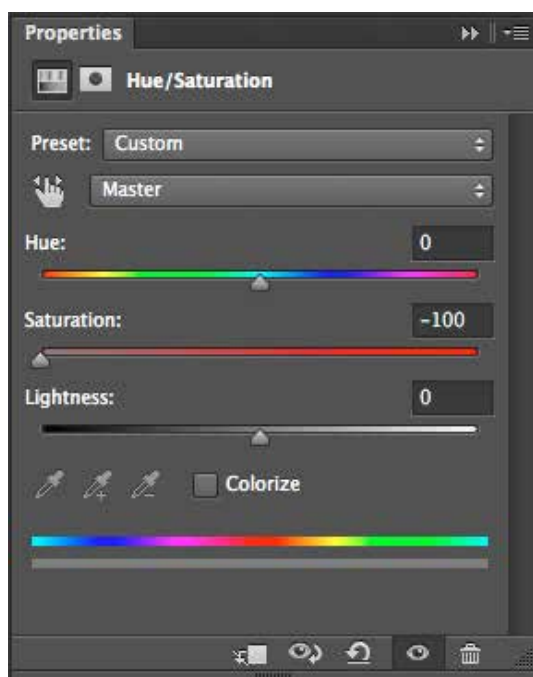 Properties
Hue/Saturation
Preset: Custom
Master
Hue: 0
Saturation: -100
Lightness: 0
Colorize